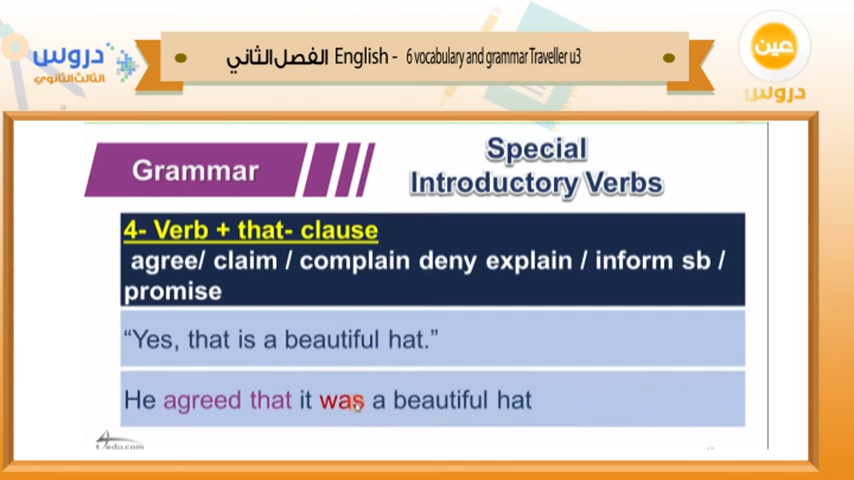 دروس
الثالث الثانوي
الفصل الثاني English - 6 vocabulary and grammar Traveller u3
عين
دروس
Grammar
Special
Introductory Verbs
4- Verb + that- clause
agree/ claim / complain deny explain / inform sb /
promise
“Yes, that is a beautiful hat.”
He agreed that it was a beautiful hat